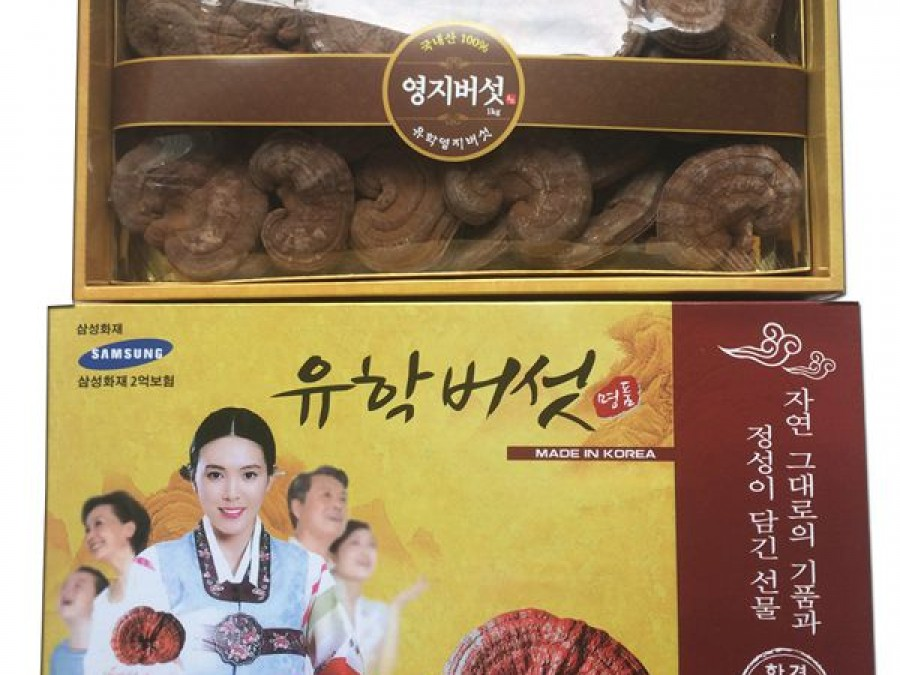 국내산 100%
영지버섯
1kg
유학영지버섯
삼성화재
SAMSUNG
삼성화재 2억보험
유학버섯
명품
MADE IN KOREA
자연 그대로의 기품과
정성이 담긴 선물